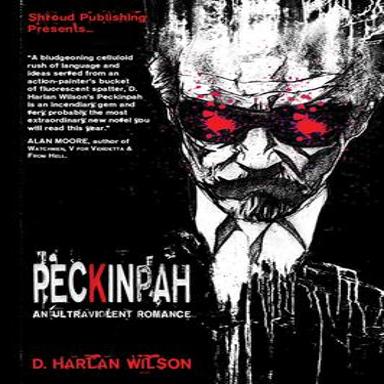 Shroud Publishing
Presents...
"A bludgeoning celluloid
rush of language and
ideas served from an
action-painter's bucket
of fluorescent spatter, D.
Harlan Wilson's Peckinpah
is an incendiary gem and
very probably the most
extraordinary new novel you
will read this year."
ALAN MOORE, author of
WATCHMEN, V FOR VENDETTA &
FROM HELL.
PECKINPAH
AN ULTRAVIOLENT ROMANCE
D. HARLAN WILSON